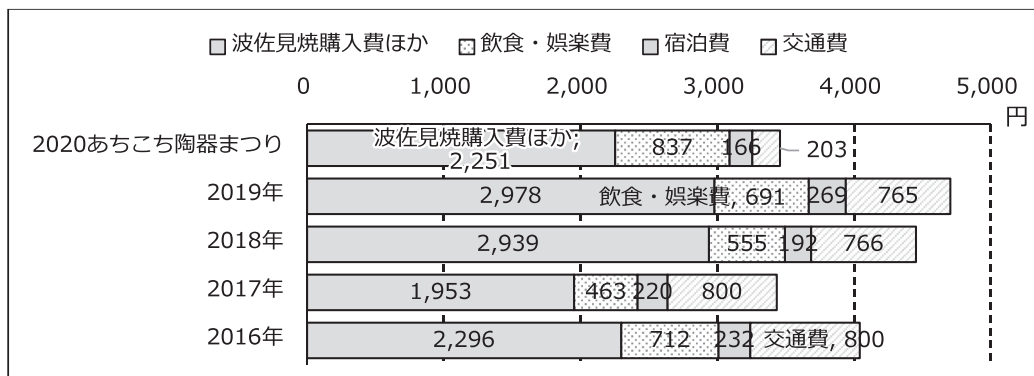 波佐見焼購入費ほか 飲食・娯楽費 宿泊費 交通費
0 1,000 2,000 3,000 4,000 5,000
円
2020あちこち陶器まつり 波佐見焼購入費ほか; 2,251 837 166 203
2019年 2,978 飲食・娯楽費, 691 269 765
2018年 2,939 555 192 766
2017年 1,953 463 220 800
2016年 2,296 712 232 交通費, 800